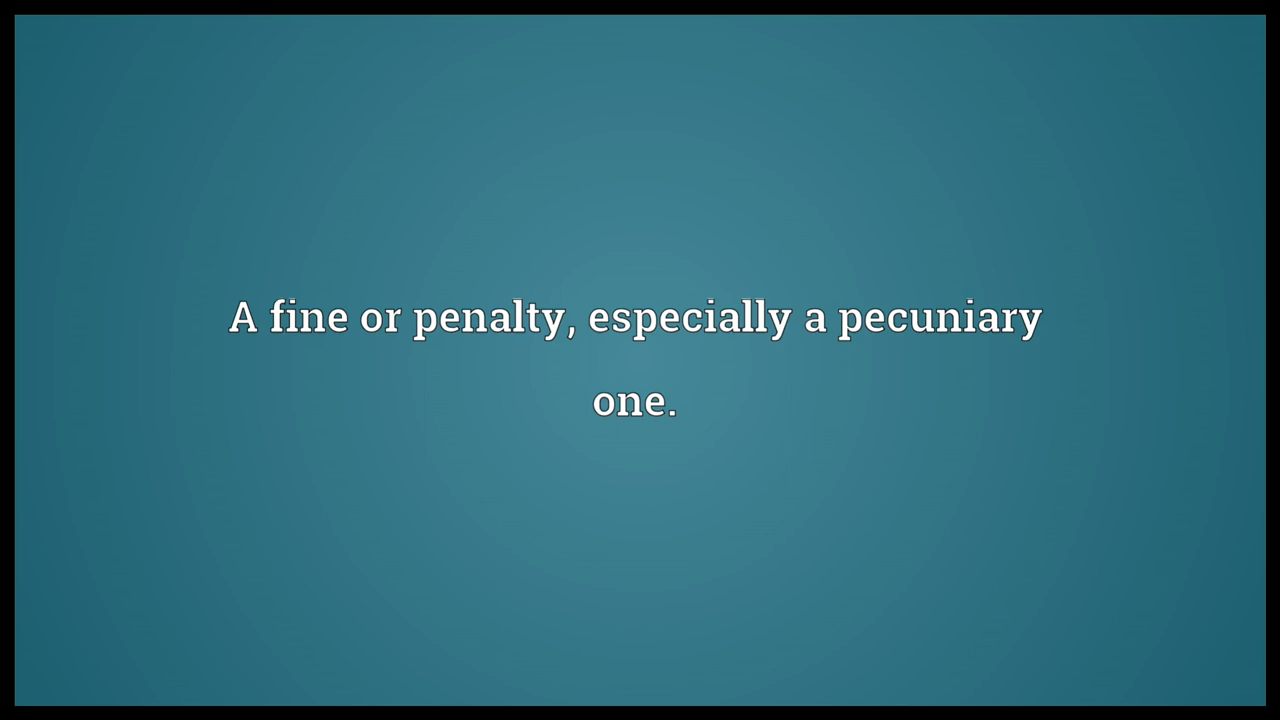 A fine or penalty, especially a pecuniary
one.